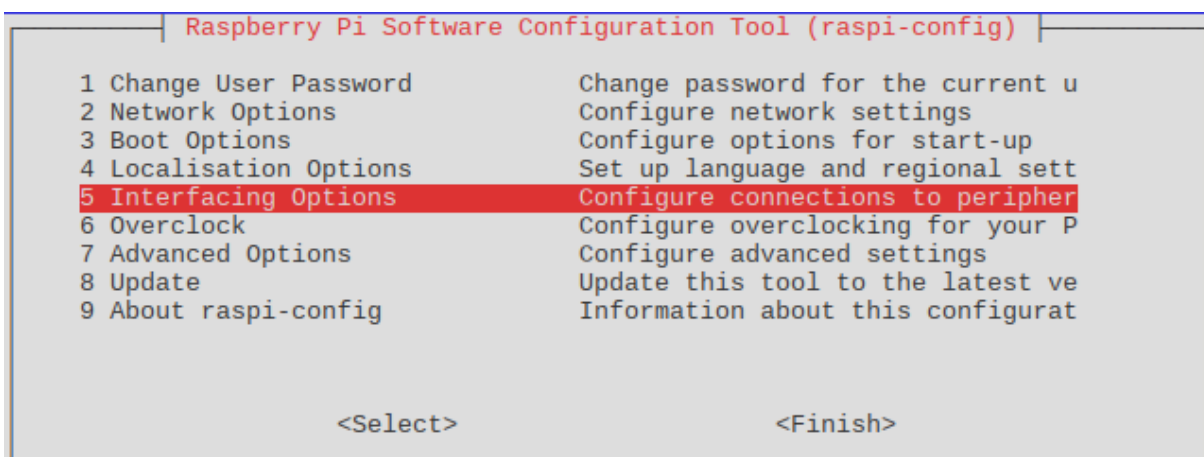 Raspberry Pi Software Configuration Tool (raspi-config)
1 Change User Password Change password for the current u
2 Network Options Configure network settings
3 Boot Options Configure options for start-up
4 Localisation Options Set up language and regional sett
5 Interfacing Options Configure connections to peripher
6 Overclock Configure overclocking for your P
7 Advanced Options Configure advanced settings
8 Update Update this tool to the latest ve
9 About raspi-config Information about this configurat
<Select> <Finish>